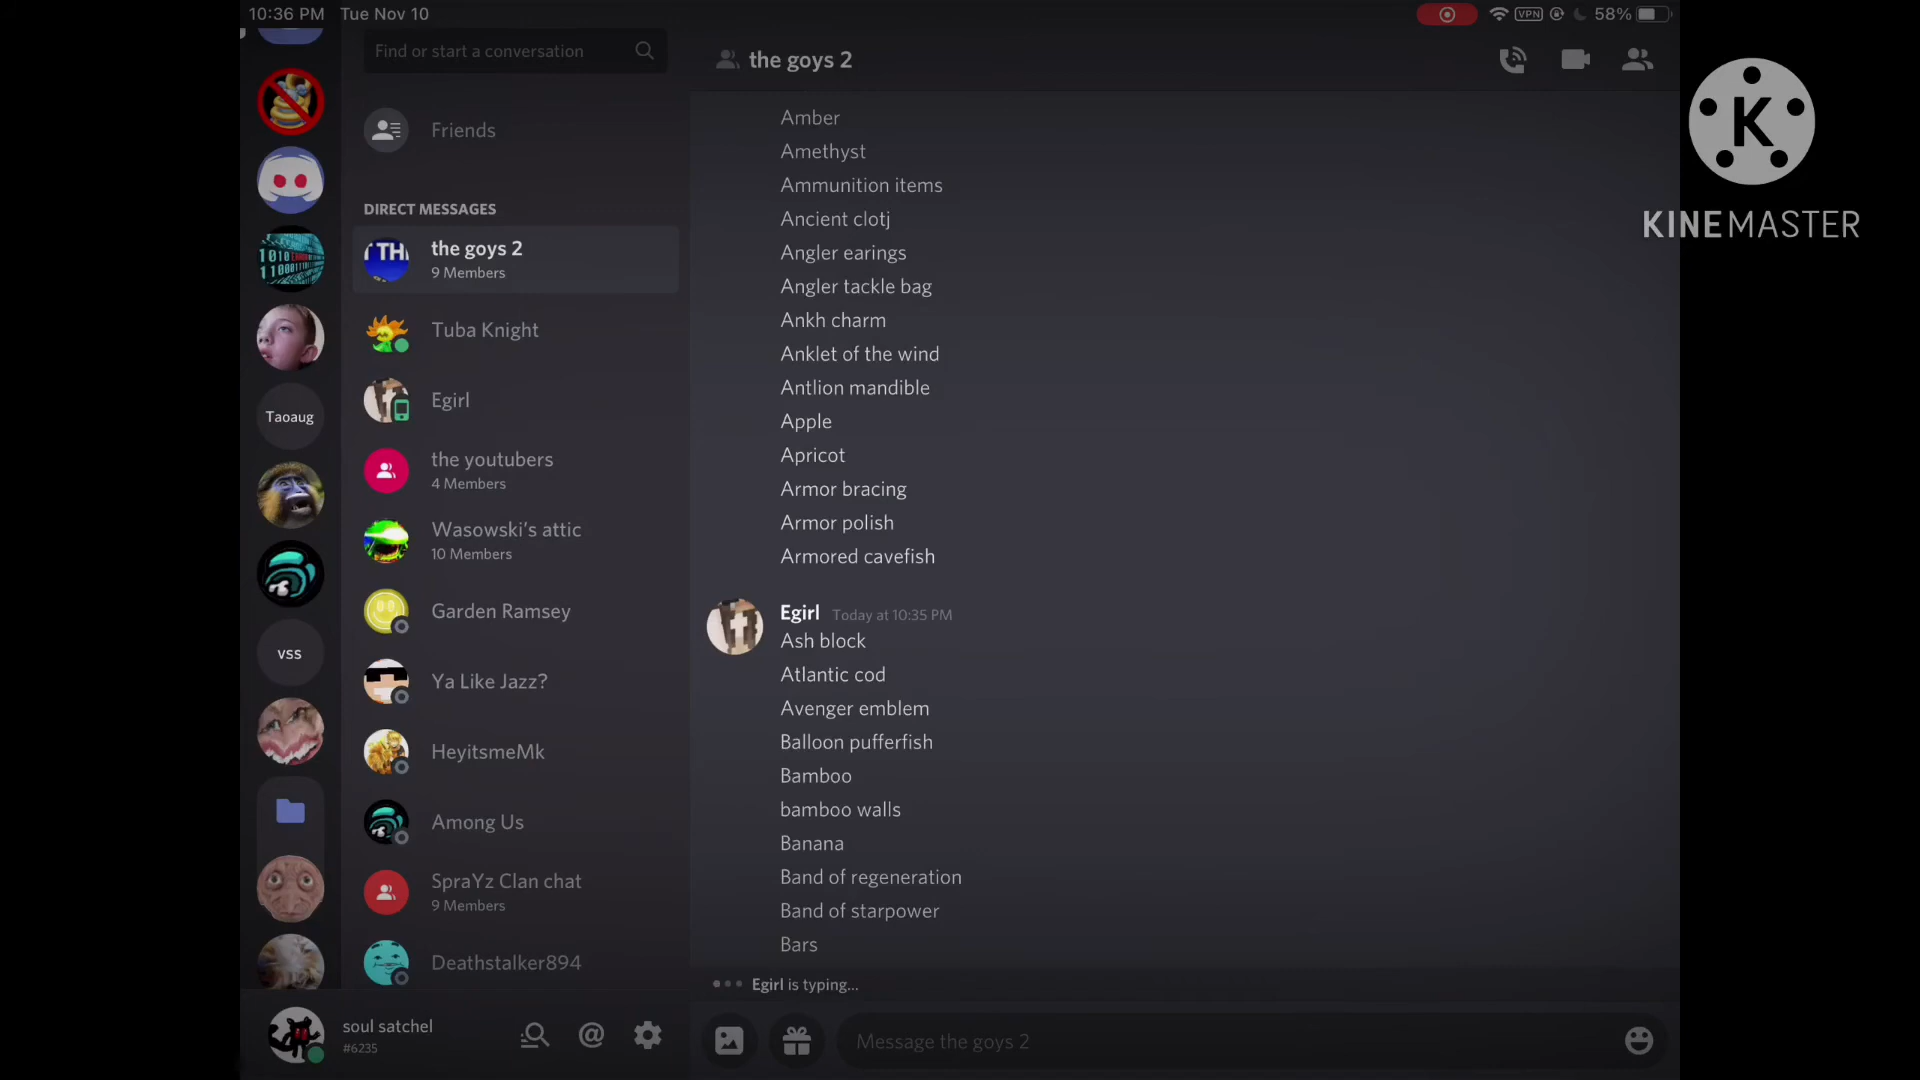 10:36 PM Tue Nov 10
VPN 58%
Find or start a conversation
Friends
DIRECT MESSAGES
the goys 2
9 Members
Tuba Knight
Egirl
the youtubers
4 Members
Wasowski's attic
10 Members
Garden Ramsey
Ya Like Jazz?
HeyitsmeMk
Among Us
SpraYz Clan chat
9 Members
Deathstalker894
Taoaug
vss
soul satchel
#6235
the goys 2
Amber
Amethyst
Ammunition items
Ancient clotj
Angler earings
Angler tackle bag
Ankh charm
Anklet of the wind
Antlion mandible
Apple
Apricot
Armor bracing
Armor polish
Armored cavefish
Egirl Today at 10:35 PM
Ash block
Atlantic cod
Avenger emblem
Balloon pufferfish
Bamboo
bamboo walls
Banana
Band of regeneration
Band of starpower
Bars
Egirl is typing...
Message the goys 2
K
KINEMASTER